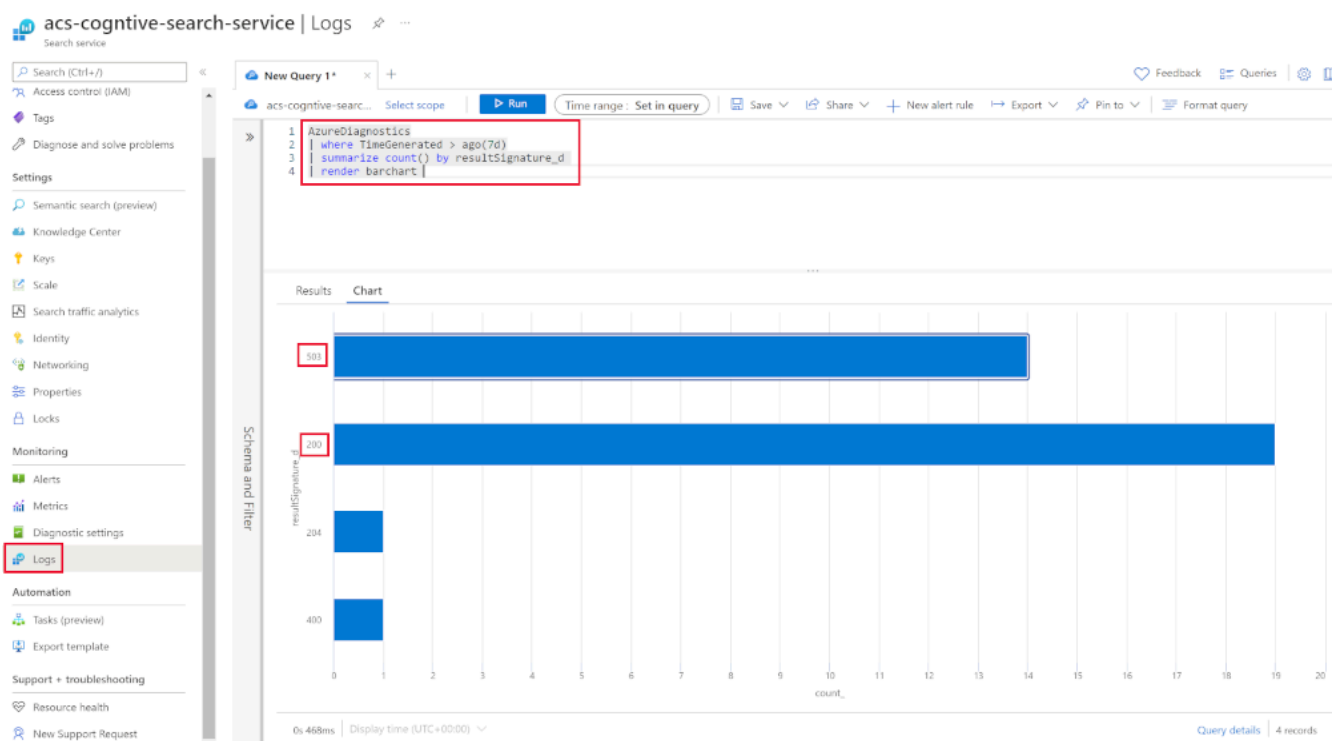 acs-cogntive-search-service | Logs
Search service
Search (Ctrl+/)
Access control (IAM)
Tags
Diagnose and solve problems
Settings
Semantic search (preview)
Knowledge Center
Keys
Scale
Search traffic analytics
Identity
Networking
Properties
Locks
Monitoring
Alerts
Metrics
Diagnostic settings
Logs
Automation
Tasks (preview)
Export template
Support + troubleshooting
Resource health
New Support Request
New Query 1*
Feedback
Queries
acs-cogntive-searc... Select scope
Run
Time range : Set in query
Save
Share
New alert rule
Export
Pin to
Format query
1 AzureDiagnostics
2 | where TimeGenerated > ago(7d)
3 | summarize count() by resultSignature_d
4 | render barchart
Schema and Filter
Results Chart
resultSignature_d
503
200
204
400
0 1 2 3 4 5 6 7 8 9 10 11 12 13 14 15 16 17 18 19 20
count_
0s 468ms Display time (UTC+00:00)
Query details 4 records